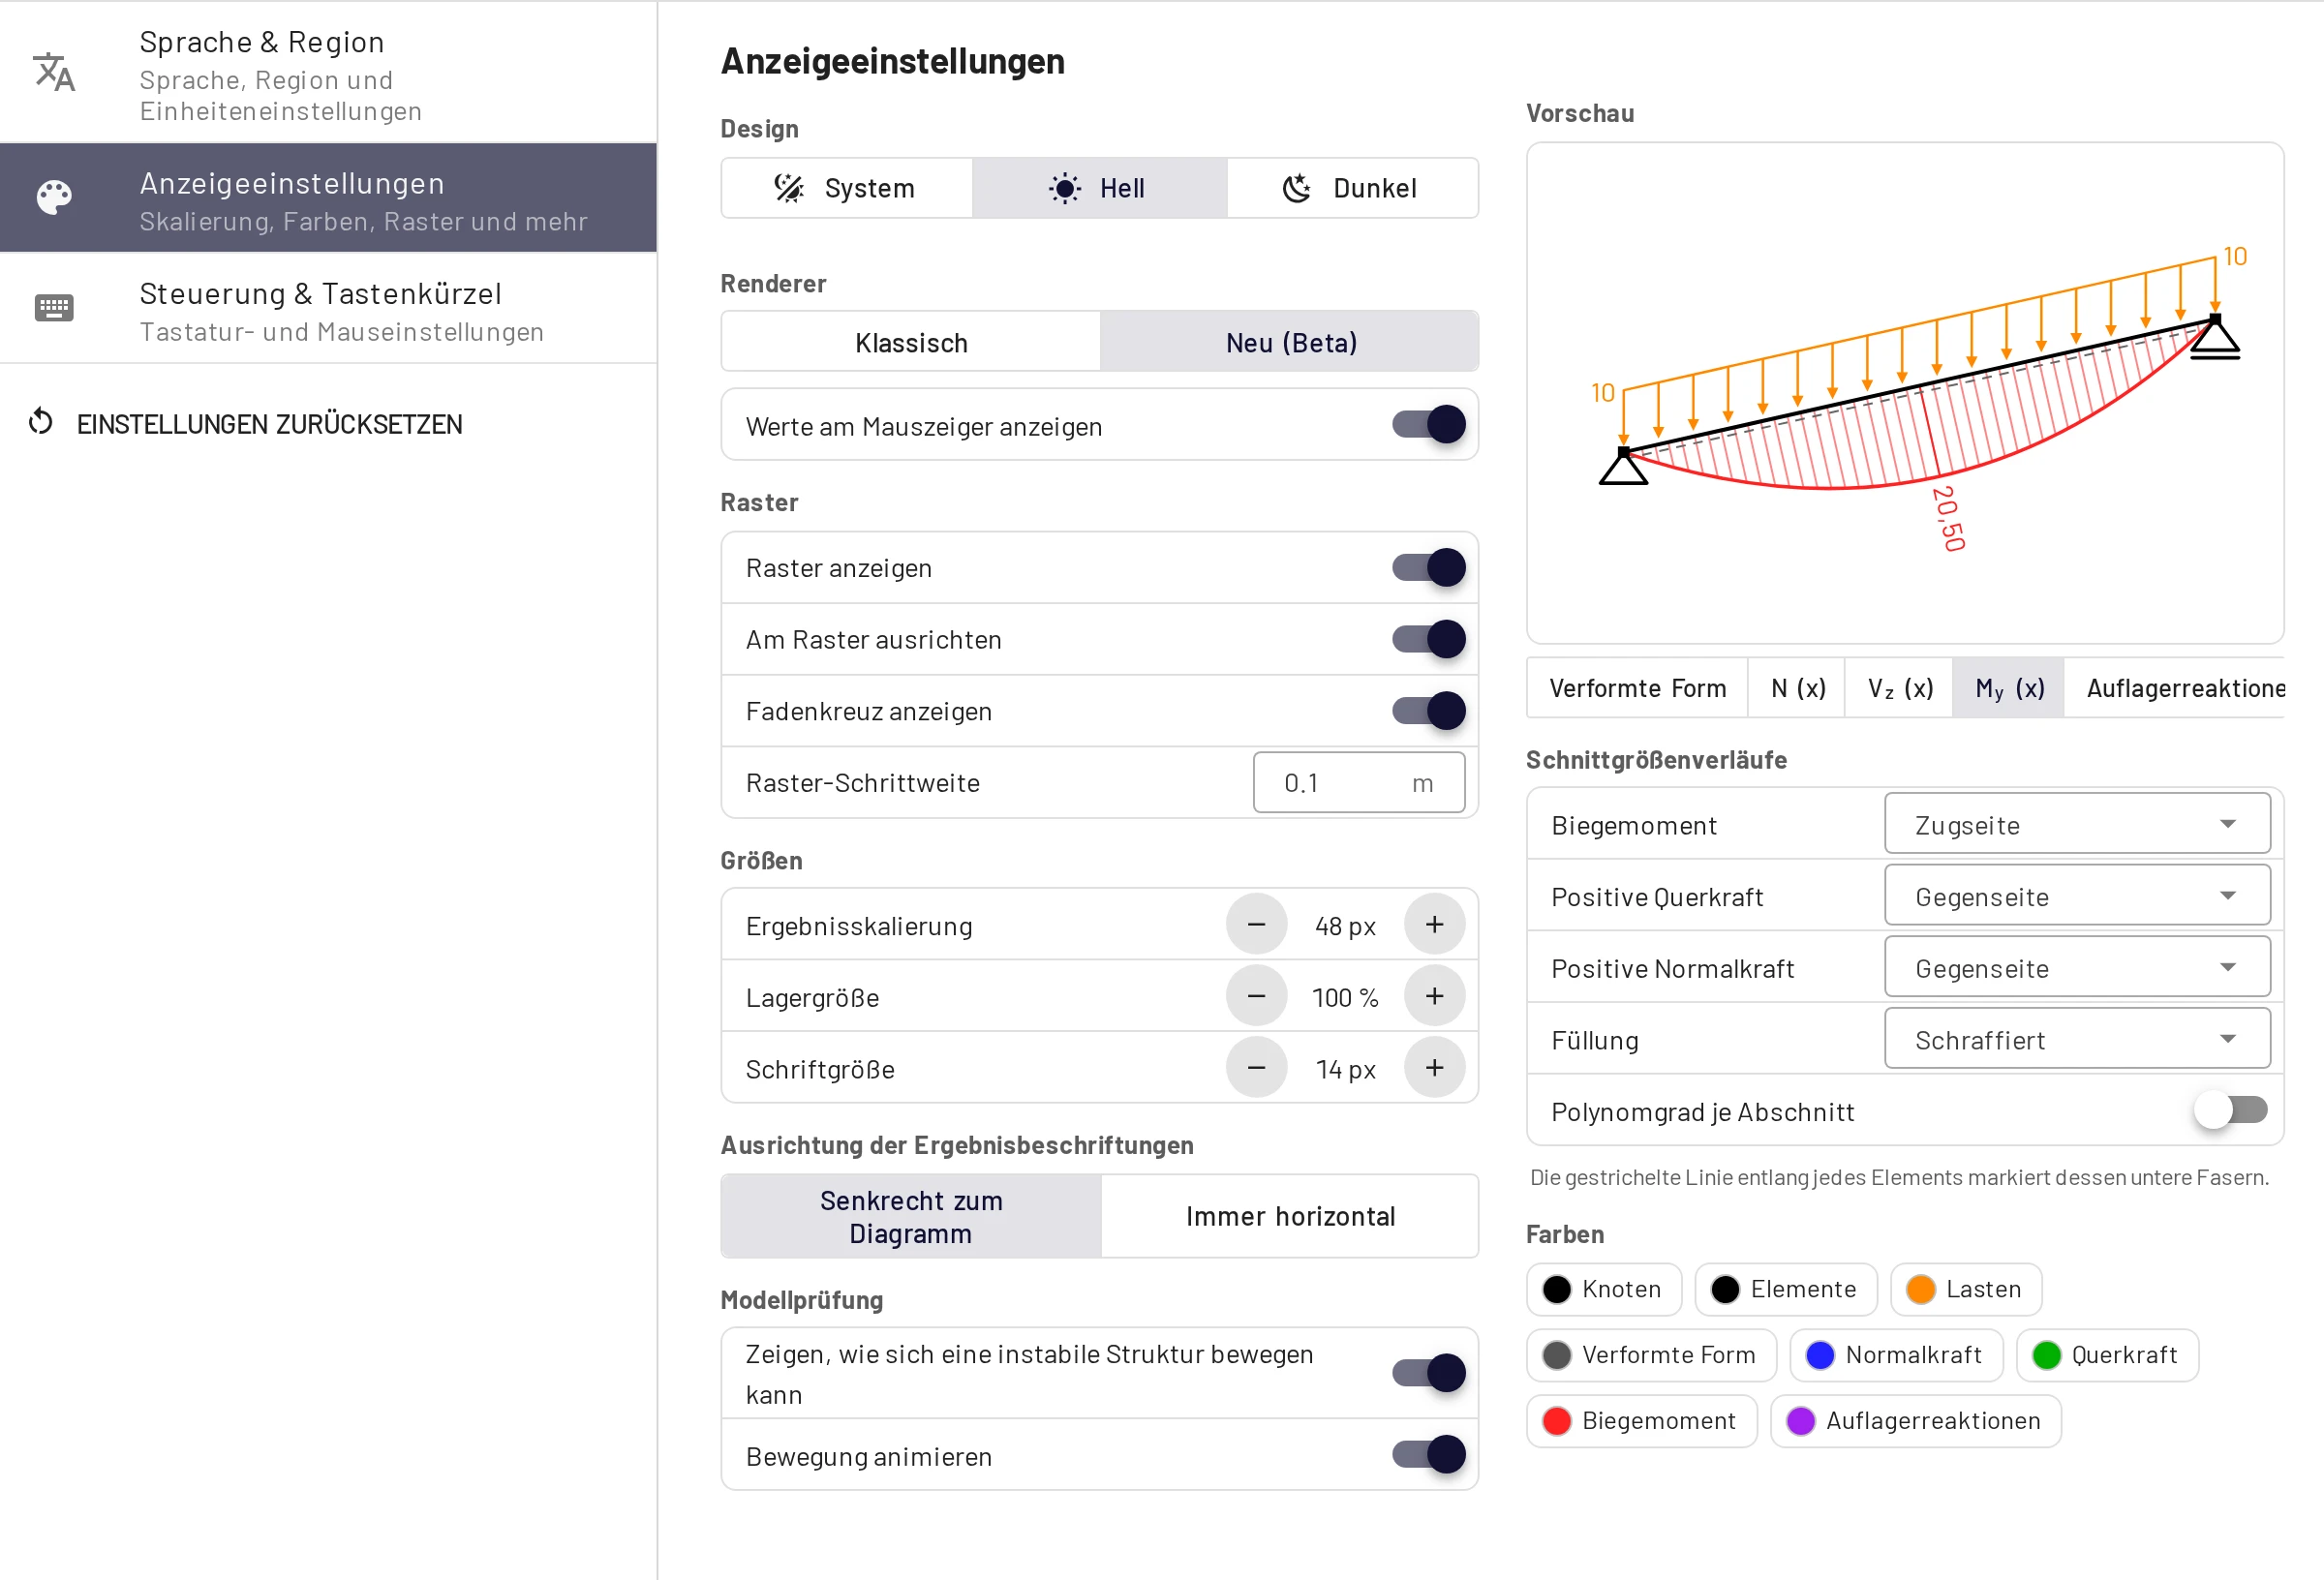 Sprache & Region
Sprache, Region und
Einheiteneinstellungen
Anzeigeeinstellungen
Skalierung, Farben, Raster und mehr
Steuerung & Tastenkürzel
Tastatur- und Mauseinstellungen
EINSTELLUNGEN ZURÜCKSETZEN
Anzeigeeinstellungen
Design
System
Hell
Dunkel
Renderer
Klassisch
Neu (Beta)
Werte am Mauszeiger anzeigen
Raster
Raster anzeigen
Am Raster ausrichten
Fadenkreuz anzeigen
Raster-Schrittweite
0.1 m
Größen
Ergebnisskalierung
− 48 px +
Lagergröße
− 100 % +
Schriftgröße
− 14 px +
Ausrichtung der Ergebnisbeschriftungen
Senkrecht zum
Diagramm
Immer horizontal
Modellprüfung
Zeigen, wie sich eine instabile Struktur bewegen
kann
Bewegung animieren
Vorschau
10
10
20,50
Verformte Form
N (x)
Vz (x)
My (x)
Auflagerreaktione
Schnittgrößenverläufe
Biegemoment
Zugseite
Positive Querkraft
Gegenseite
Positive Normalkraft
Gegenseite
Füllung
Schraffiert
Polynomgrad je Abschnitt
Die gestrichelte Linie entlang jedes Elements markiert dessen untere Fasern.
Farben
Knoten
Elemente
Lasten
Verformte Form
Normalkraft
Querkraft
Biegemoment
Auflagerreaktionen